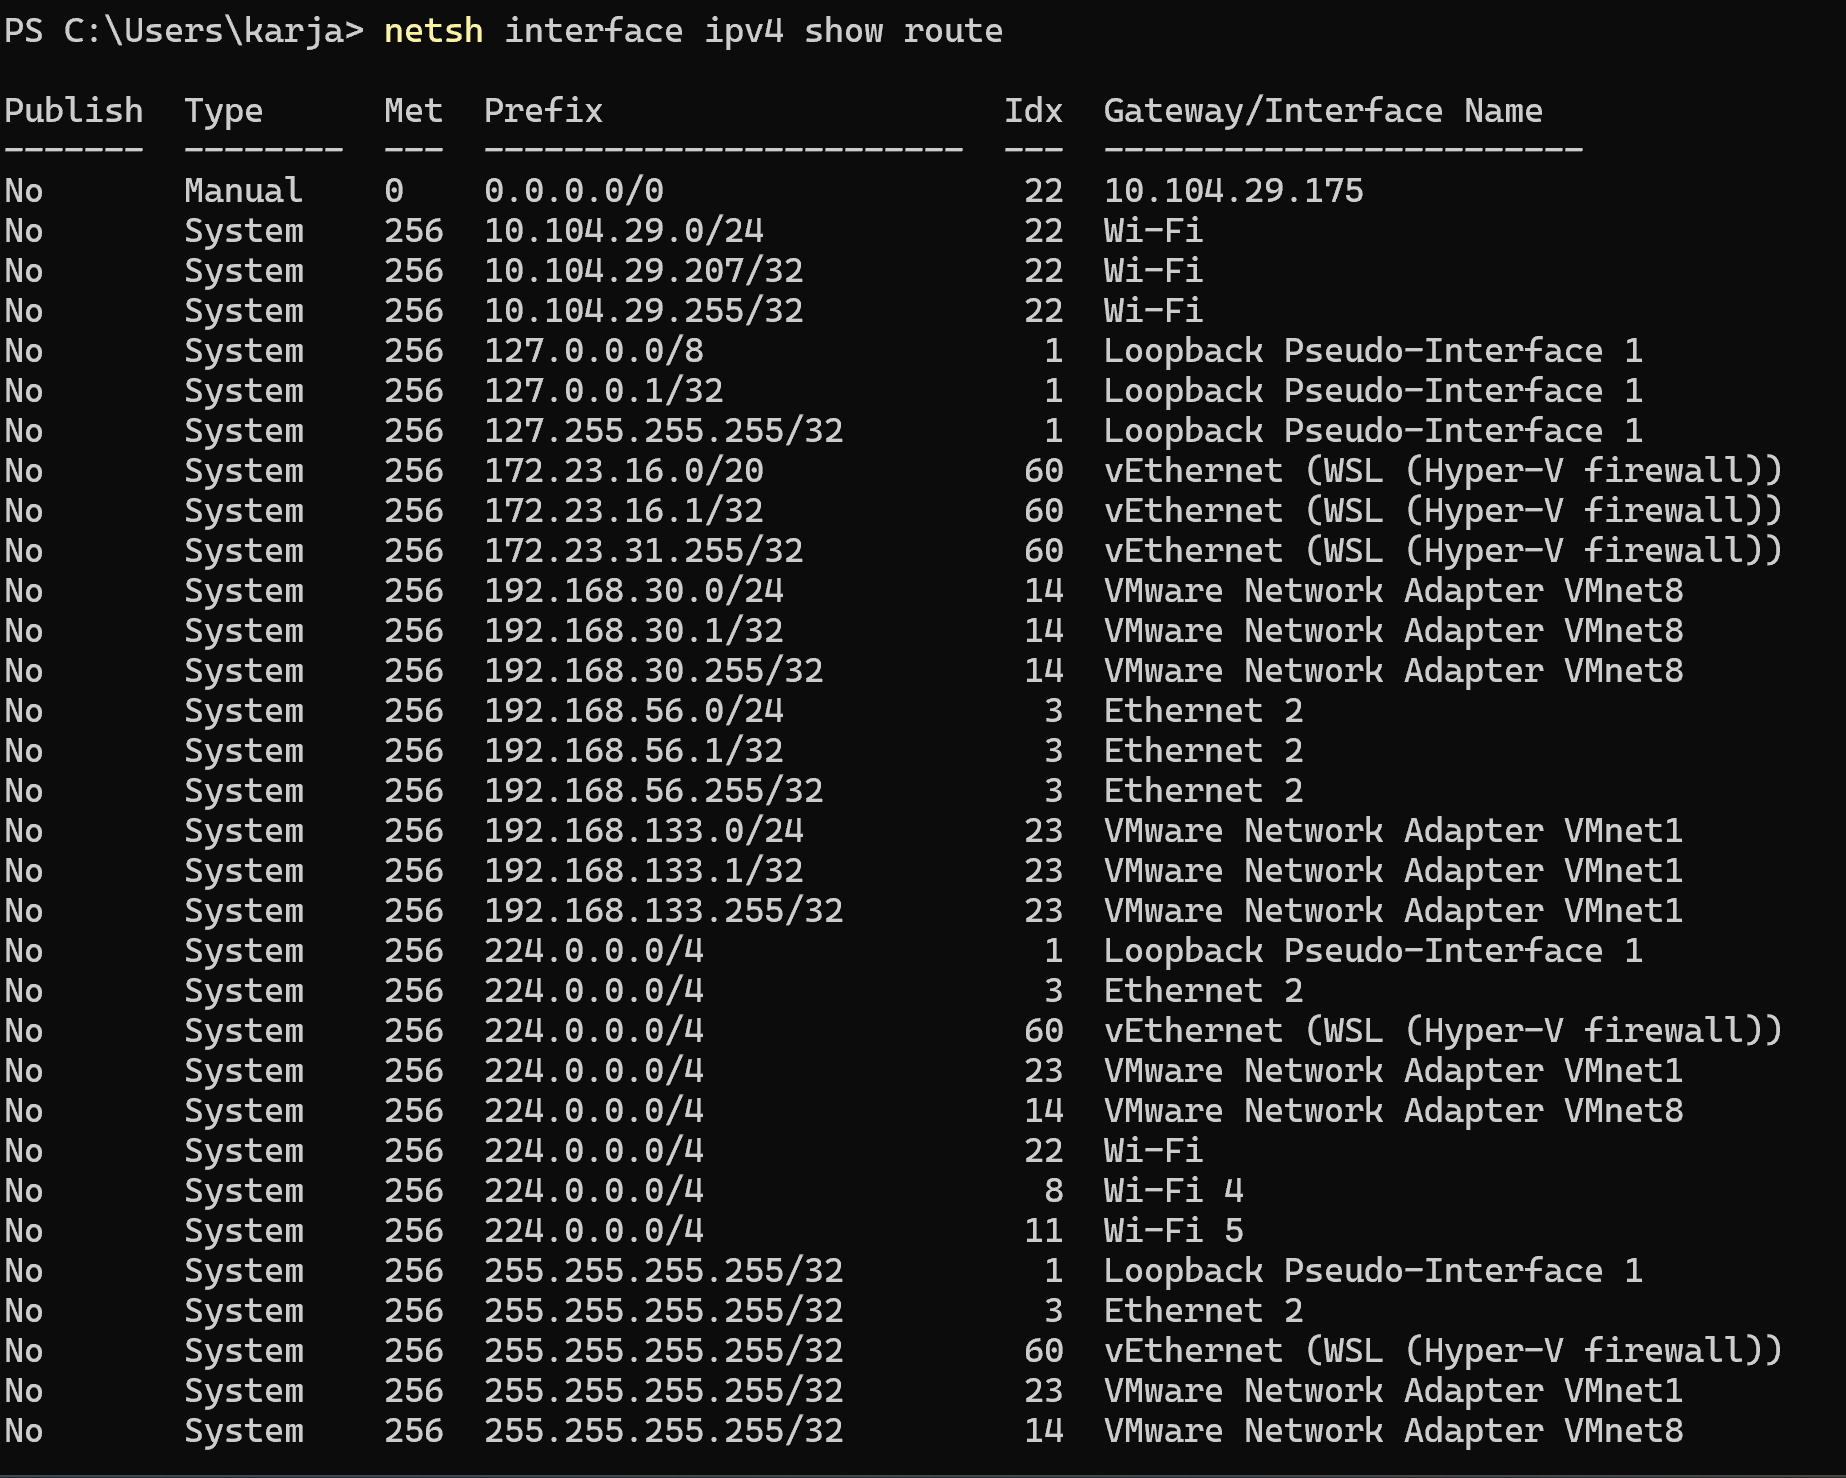 PS C:\Users\karja> netsh interface ipv4 show route
Publish  Type      Met  Prefix                    Idx  Gateway/Interface Name
-------  --------  ---  ------------------------  ---  ------------------------
No       Manual    0    0.0.0.0/0                  22  10.104.29.175
No       System    256  10.104.29.0/24             22  Wi-Fi
No       System    256  10.104.29.207/32           22  Wi-Fi
No       System    256  10.104.29.255/32           22  Wi-Fi
No       System    256  127.0.0.0/8                 1  Loopback Pseudo-Interface 1
No       System    256  127.0.0.1/32                1  Loopback Pseudo-Interface 1
No       System    256  127.255.255.255/32          1  Loopback Pseudo-Interface 1
No       System    256  172.23.16.0/20             60  vEthernet (WSL (Hyper-V firewall))
No       System    256  172.23.16.1/32             60  vEthernet (WSL (Hyper-V firewall))
No       System    256  172.23.31.255/32           60  vEthernet (WSL (Hyper-V firewall))
No       System    256  192.168.30.0/24            14  VMware Network Adapter VMnet8
No       System    256  192.168.30.1/32            14  VMware Network Adapter VMnet8
No       System    256  192.168.30.255/32          14  VMware Network Adapter VMnet8
No       System    256  192.168.56.0/24             3  Ethernet 2
No       System    256  192.168.56.1/32             3  Ethernet 2
No       System    256  192.168.56.255/32           3  Ethernet 2
No       System    256  192.168.133.0/24           23  VMware Network Adapter VMnet1
No       System    256  192.168.133.1/32           23  VMware Network Adapter VMnet1
No       System    256  192.168.133.255/32         23  VMware Network Adapter VMnet1
No       System    256  224.0.0.0/4                 1  Loopback Pseudo-Interface 1
No       System    256  224.0.0.0/4                 3  Ethernet 2
No       System    256  224.0.0.0/4                60  vEthernet (WSL (Hyper-V firewall))
No       System    256  224.0.0.0/4                23  VMware Network Adapter VMnet1
No       System    256  224.0.0.0/4                14  VMware Network Adapter VMnet8
No       System    256  224.0.0.0/4                22  Wi-Fi
No       System    256  224.0.0.0/4                 8  Wi-Fi 4
No       System    256  224.0.0.0/4                11  Wi-Fi 5
No       System    256  255.255.255.255/32          1  Loopback Pseudo-Interface 1
No       System    256  255.255.255.255/32          3  Ethernet 2
No       System    256  255.255.255.255/32         60  vEthernet (WSL (Hyper-V firewall))
No       System    256  255.255.255.255/32         23  VMware Network Adapter VMnet1
No       System    256  255.255.255.255/32         14  VMware Network Adapter VMnet8